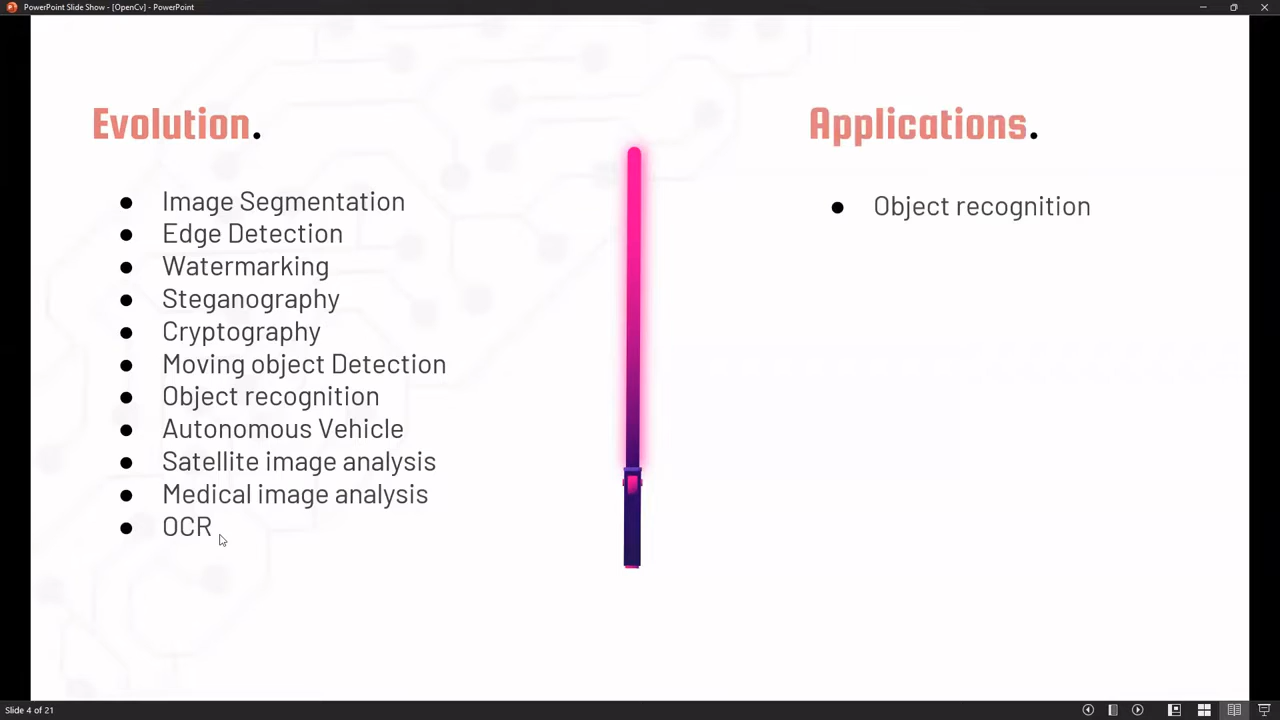 PowerPoint Slide Show - [OpenCv] - PowerPoint
Evolution.
Image Segmentation
Edge Detection
Watermarking
Steganography
Cryptography
Moving object Detection
Object recognition
Autonomous Vehicle
Satellite image analysis
Medical image analysis
OCR
Applications.
Object recognition
Slide 4 of 21